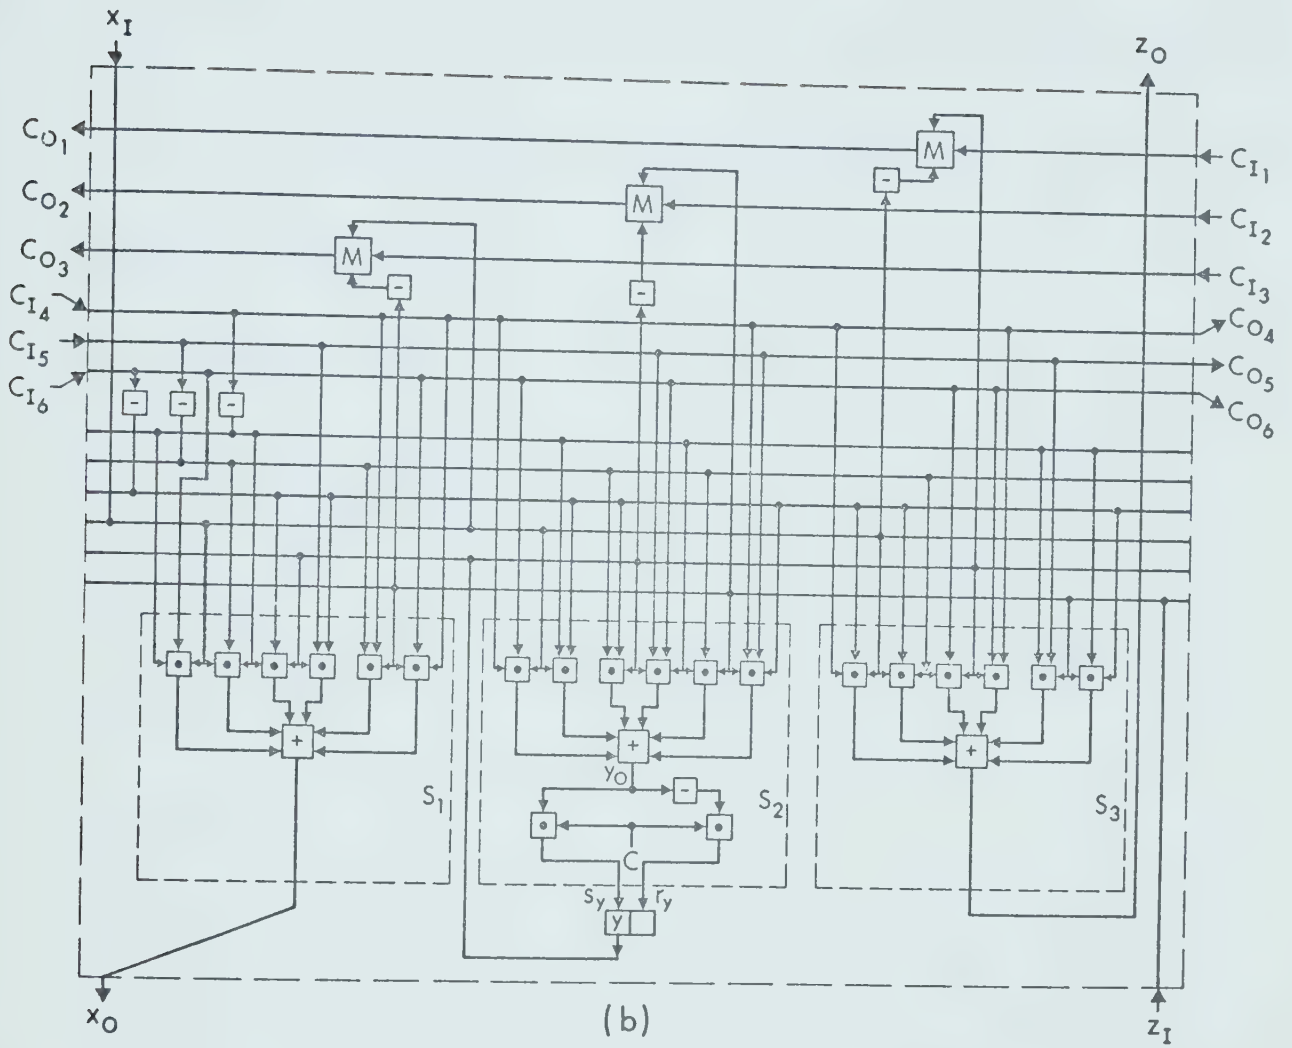 x_I
z_O
C_O1
M
C_I1
-
C_O2
M
C_I2
C_O3
M
C_I3
-
-
C_I4
C_O4
C_I5
C_O5
C_I6
- - -
C_O6
+
+
+
y_O
-
S_1
S_2
S_3
C
s_y
r_y
y
x_O
(b)
z_I